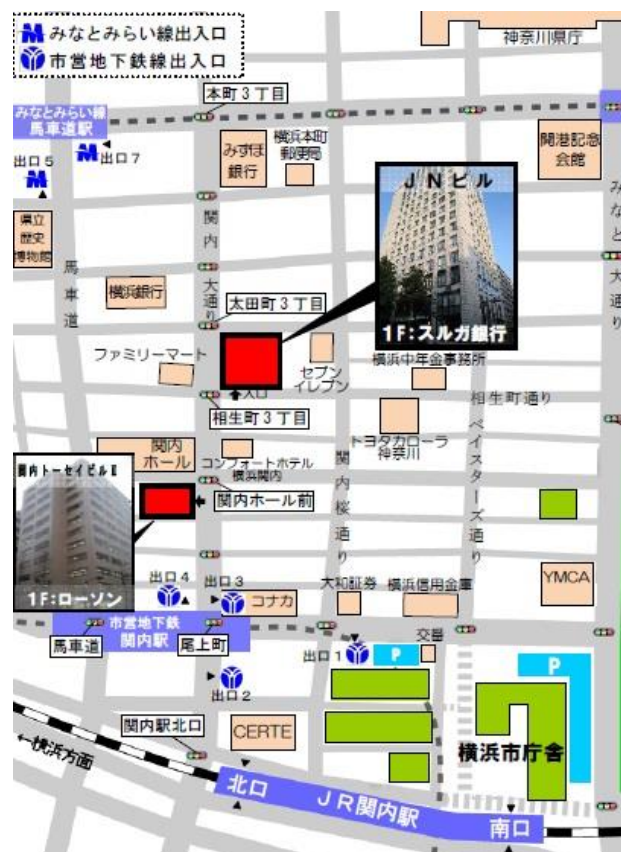 みなとみらい線出入口
市営地下鉄線出入口
神奈川県庁
本町3丁目
みなとみらい線
馬車道駅
出口5
出口7
みずほ
銀行
横浜本町
郵便局
開港記念
会館
JNビル
1F:スルガ銀行
県立
歴史
博物館
馬車道
関内大通り
みなと大通り
横浜銀行
太田町3丁目
ファミリーマート
セブン
イレブン
入口
横浜中年金事務所
相生町通り
相生町3丁目
トヨタカローラ
神奈川
関内
ホール
コンフォートホテル
横浜関内
関内桜通り
ベイスターズ通り
関内トーセイビルⅡ
1F:ローソン
関内ホール前
出口4
出口3
コナカ
大和証券
横浜信用金庫
YMCA
市営地下鉄
関内駅
馬車道
尾上町
出口1
P
交番
P
出口2
関内駅北口
CERTE
横浜市庁舎
←横浜方面
北口
JR関内駅
南口